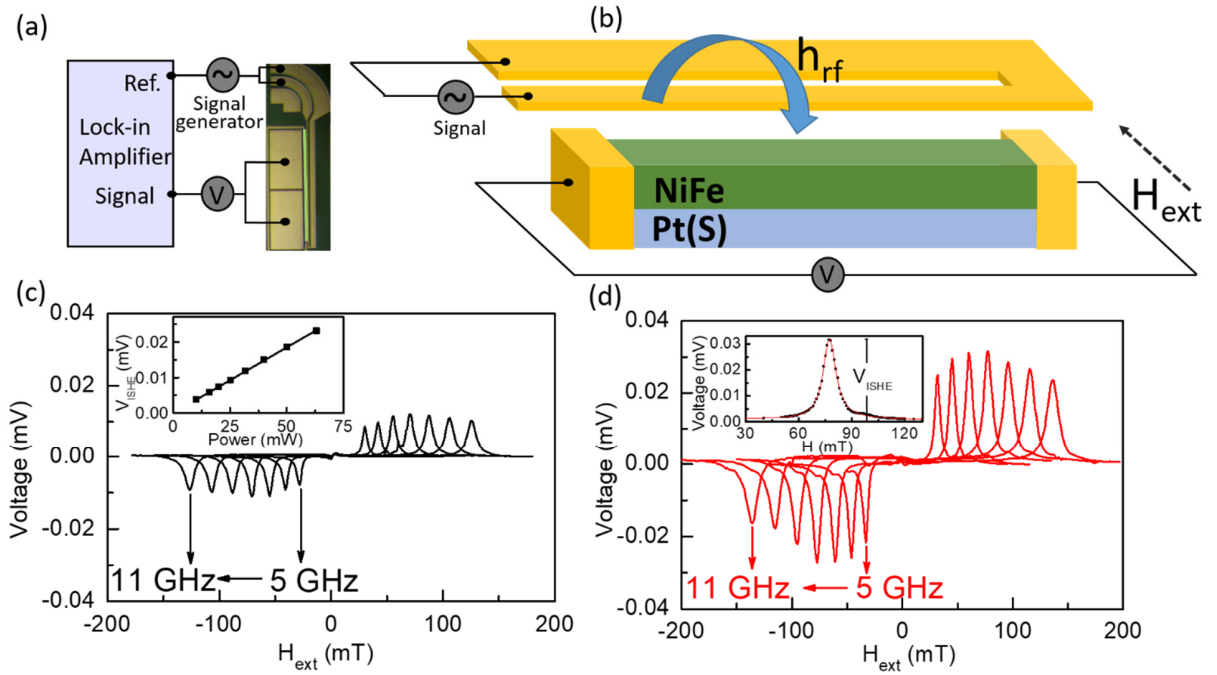 (a)
Ref.
Signal
generator
Lock-in
Amplifier
Signal
V
(b)
h_rf
Signal
NiFe
Pt(S)
H_ext
V
(c)
Voltage (mV)
0.04
0.02
0.00
-0.02
-0.04
-200 -100 0 100 200
H_ext (mT)
V_ISHE (mV)
0.02
0.01
0.00
0 25 50 75
Power (mW)
11 GHz 5 GHz
(d)
Voltage (mV)
0.04
0.02
0.00
-0.02
-0.04
-200 -100 0 100 200
H_ext (mT)
Voltage (mV)
0.03
0.02
0.01
0.00
30 60 90 120
H (mT)
V_ISHE
11 GHz 5 GHz